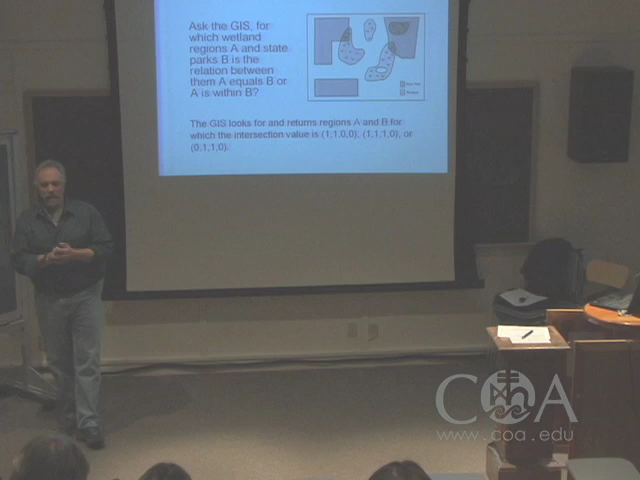 Ask the GIS, for
which wetland
regions A and state
parks B is the
relation between
them A equals B or
A is within B?
The GIS looks for and returns regions A and B for
which the intersection value is (1,1,0,0), (1,1,1,0), or
(0,1,1,0).
COA
www.coa.edu